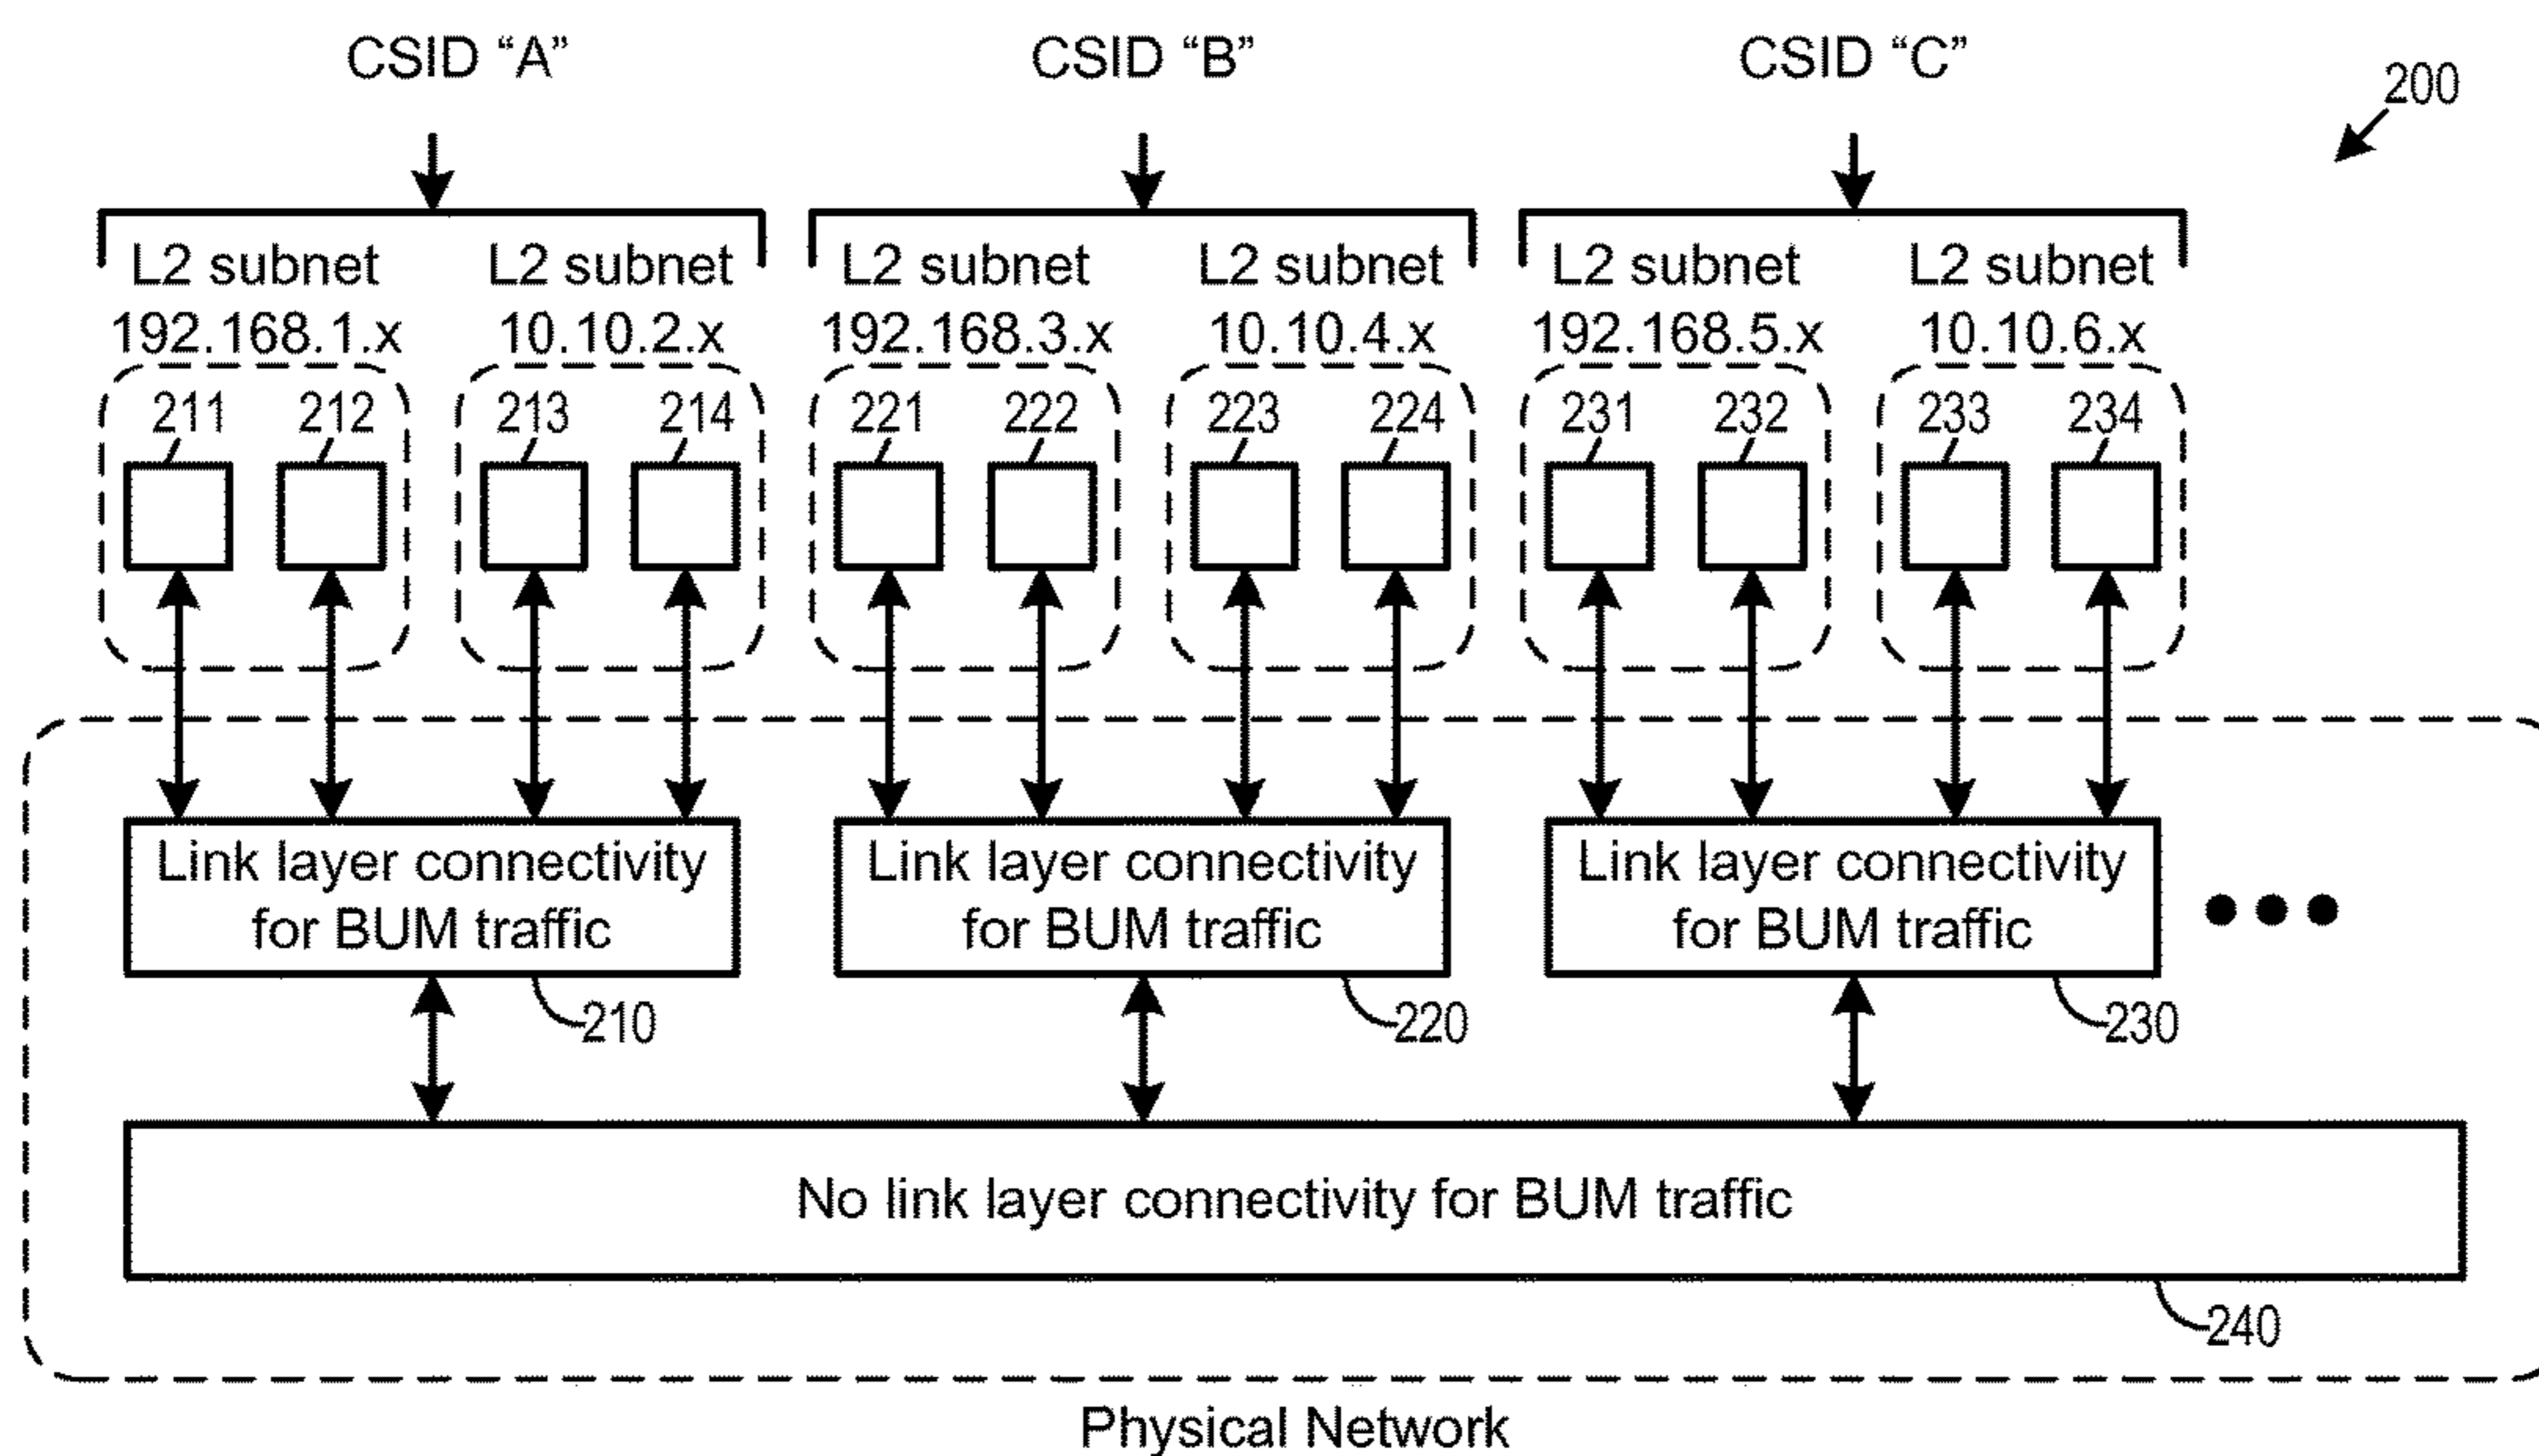 CSID “A”
CSID “B”
CSID “C”
200
L2 subnet
192.168.1.x
L2 subnet
10.10.2.x
L2 subnet
192.168.3.x
L2 subnet
10.10.4.x
L2 subnet
192.168.5.x
L2 subnet
10.10.6.x
211
212
213
214
221
222
223
224
231
232
233
234
Link layer connectivity
for BUM traffic
Link layer connectivity
for BUM traffic
Link layer connectivity
for BUM traffic
210
220
230
No link layer connectivity for BUM traffic
240
Physical Network